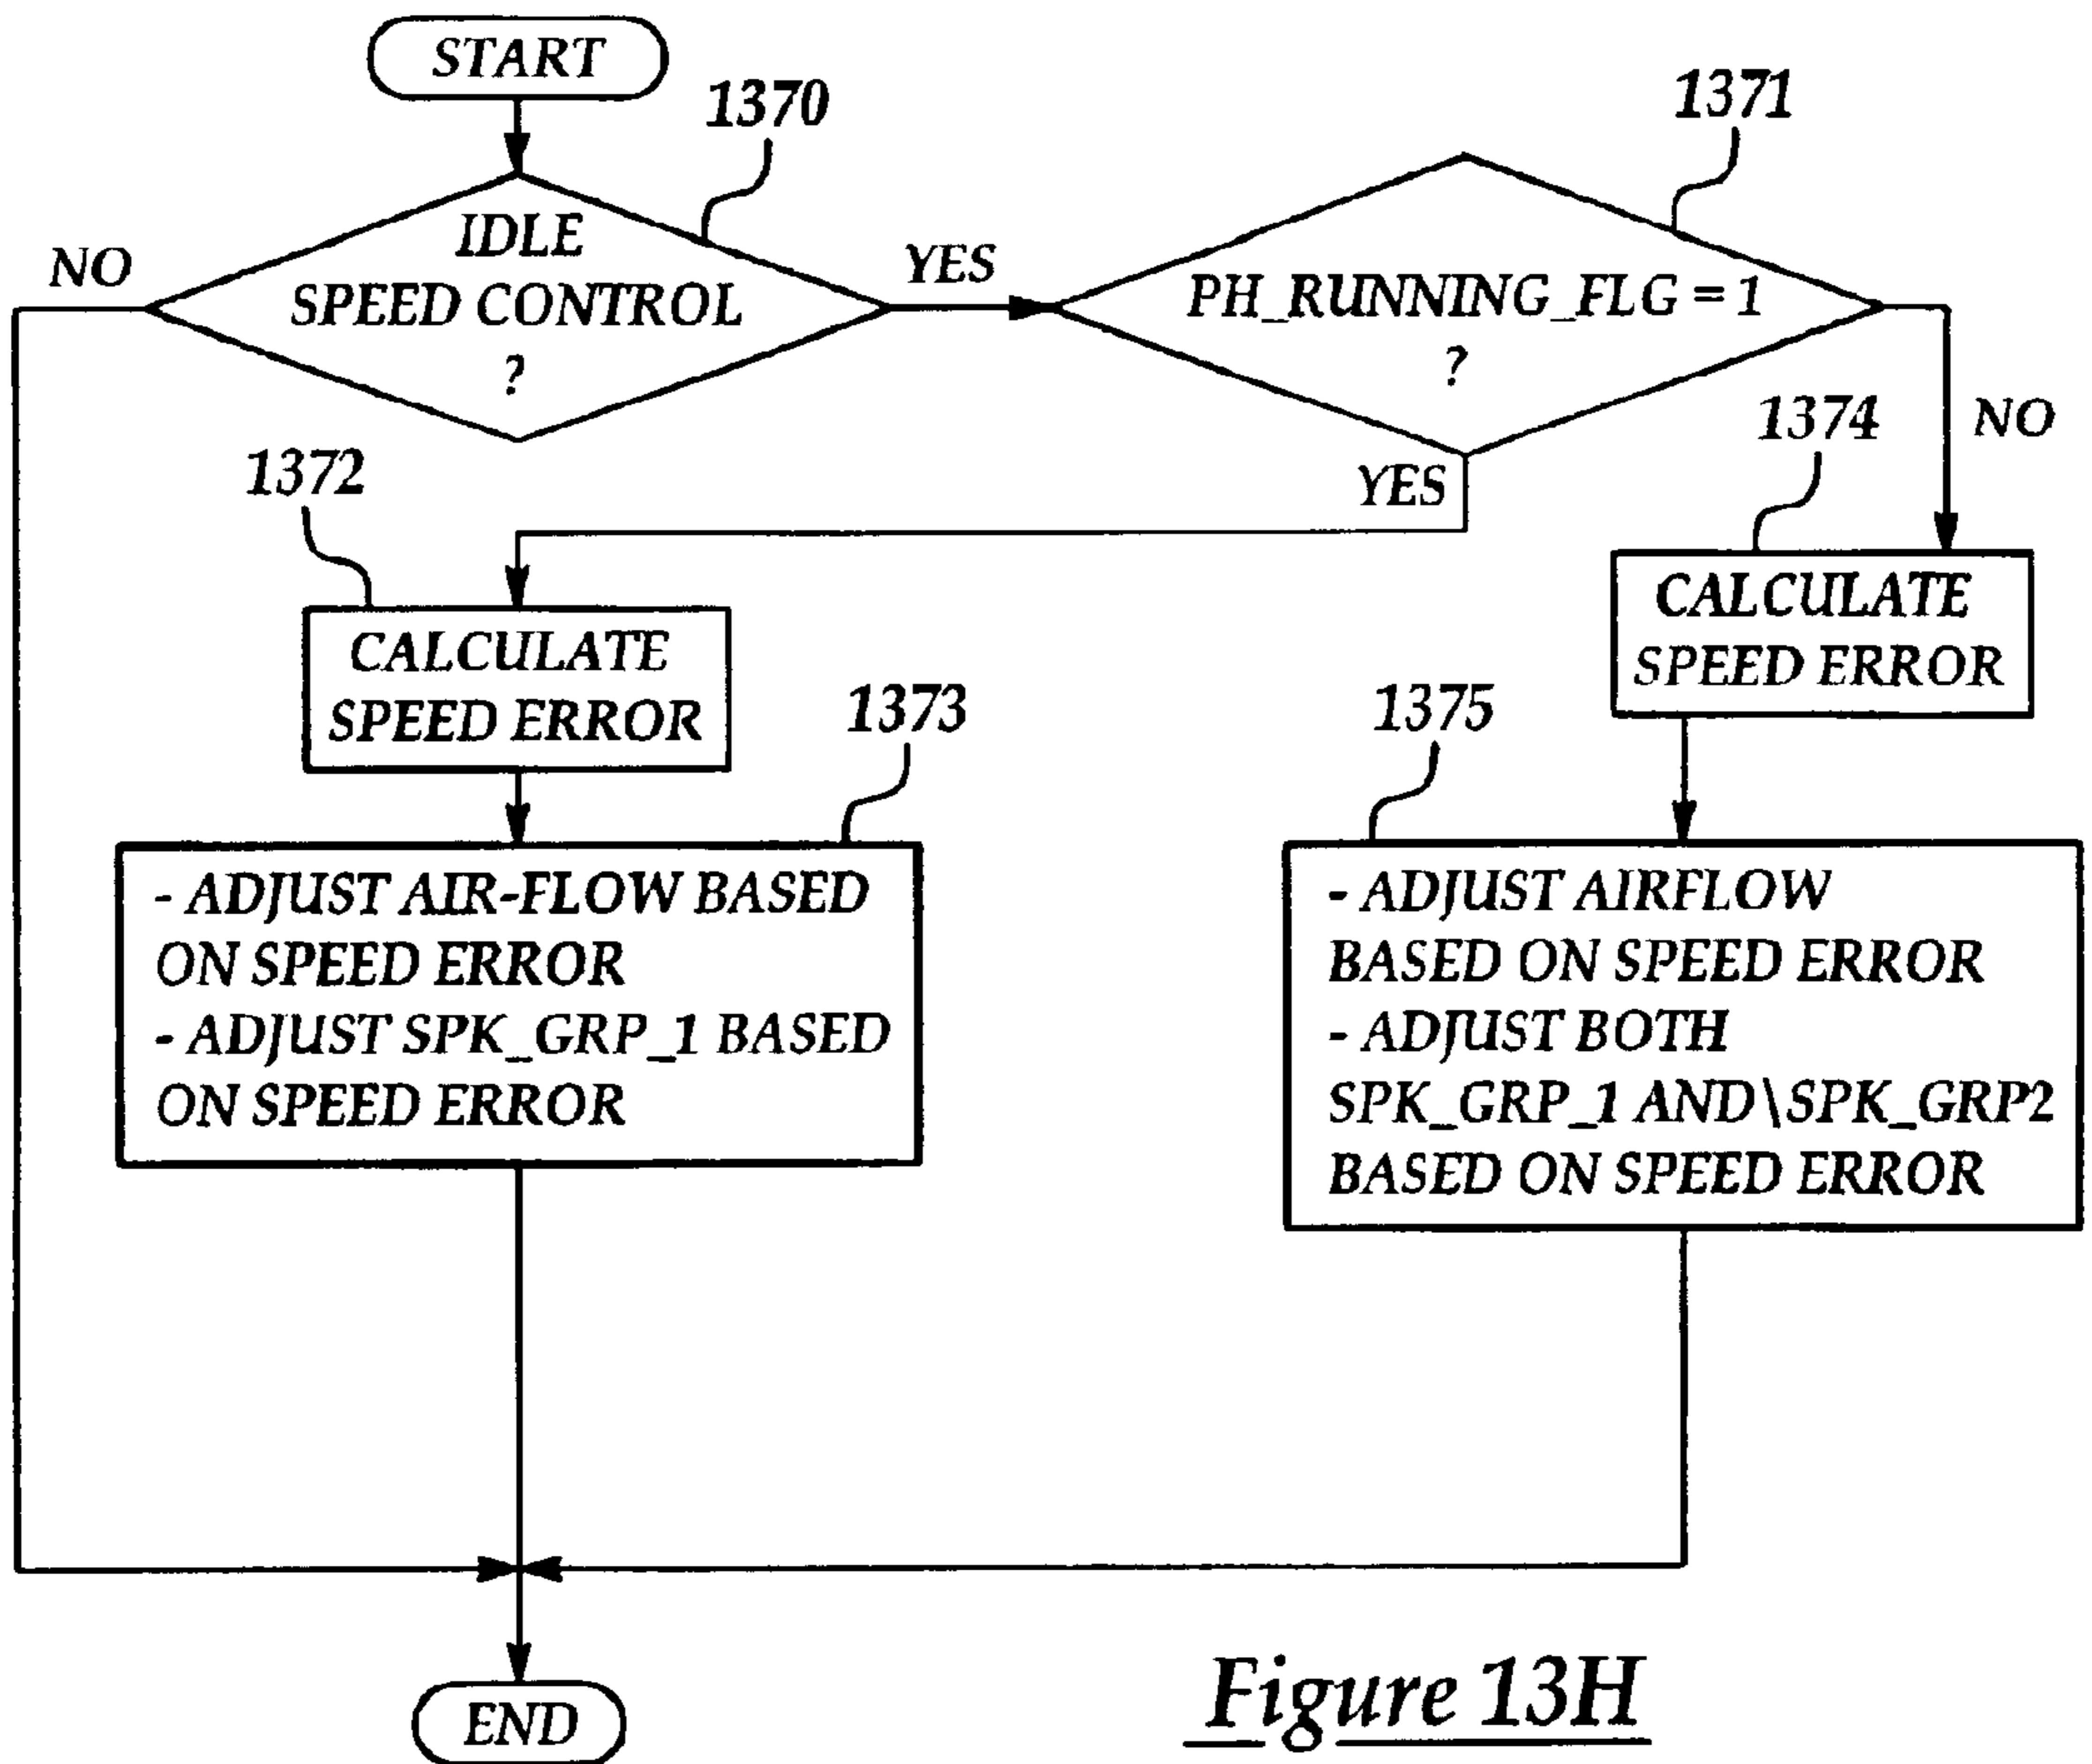 START
1370
1371
IDLE
SPEED CONTROL
?
NO
YES
PH_RUNNING_FLG = 1
?
YES
NO
1372
1374
CALCULATE
SPEED ERROR
CALCULATE
SPEED ERROR
1373
1375
- ADJUST AIR-FLOW BASED
ON SPEED ERROR
- ADJUST SPK_GRP_1 BASED
ON SPEED ERROR
- ADJUST AIRFLOW
BASED ON SPEED ERROR
- ADJUST BOTH
SPK_GRP_1 AND\SPK_GRP2
BASED ON SPEED ERROR
END
Figure 13H